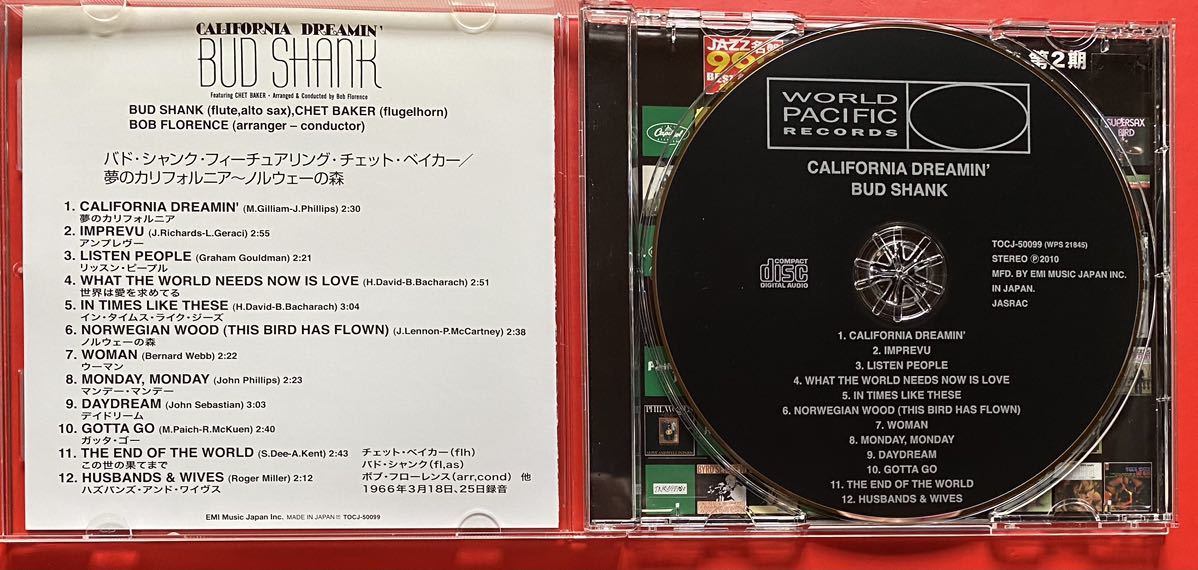 CALIFORNIA DREAMIN'
BUD SHANK
Featuring CHET BAKER • Arranged & Conducted by Bob Florence
BUD SHANK (flute,alto sax),CHET BAKER (flugelhorn)
BOB FLORENCE (arranger – conductor)
バド・シャンク・フィーチュアリング・チェット・ベイカー／
夢のカリフォルニア〜ノルウェーの森
1. CALIFORNIA DREAMIN' (M.Gilliam-J.Phillips) 2:30
夢のカリフォルニア
2. IMPREVU (J.Richards-L.Geraci) 2:55
アンプレヴー
3. LISTEN PEOPLE (Graham Gouldman) 2:21
リッスン・ピープル
4. WHAT THE WORLD NEEDS NOW IS LOVE (H.David-B.Bacharach) 2:51
世界は愛を求めてる
5. IN TIMES LIKE THESE (H.David-B.Bacharach) 3:04
イン・タイムス・ライク・ジーズ
6. NORWEGIAN WOOD (THIS BIRD HAS FLOWN) (J.Lennon-P.McCartney) 2:38
ノルウェーの森
7. WOMAN (Bernard Webb) 2:22
ウーマン
8. MONDAY, MONDAY (John Phillips) 2:23
マンデー・マンデー
9. DAYDREAM (John Sebastian) 3:03
デイドリーム
10. GOTTA GO (M.Paich-R.McKuen) 2:40
ガッタ・ゴー
11. THE END OF THE WORLD (S.Dee-A.Kent) 2:43
この世の果てまで
12. HUSBANDS & WIVES (Roger Miller) 2:12
ハズバンズ・アンド・ワイヴス
チェット・ベイカー(flh)
バド・シャンク(fl,as)
ボブ・フローレンス(arr,cond) 他
1966年3月18日、25日録音
EMI Music Japan Inc. MADE IN JAPAN TOCJ-50099
JAZZ名盤
99
BEST
第2期
Capitol
SUPERSAX
BIRD
WORLD
PACIFIC
RECORDS
CALIFORNIA DREAMIN'
BUD SHANK
COMPACT
disc
DIGITAL AUDIO
TOCJ-50099 (WPS 21845)
STEREO Ⓟ2010
MFD. BY EMI MUSIC JAPAN INC.
IN JAPAN.
JASRAC
1. CALIFORNIA DREAMIN'
2. IMPREVU
3. LISTEN PEOPLE
4. WHAT THE WORLD NEEDS NOW IS LOVE
5. IN TIMES LIKE THESE
6. NORWEGIAN WOOD (THIS BIRD HAS FLOWN)
7. WOMAN
8. MONDAY, MONDAY
9. DAYDREAM
10. GOTTA GO
11. THE END OF THE WORLD
12. HUSBANDS & WIVES